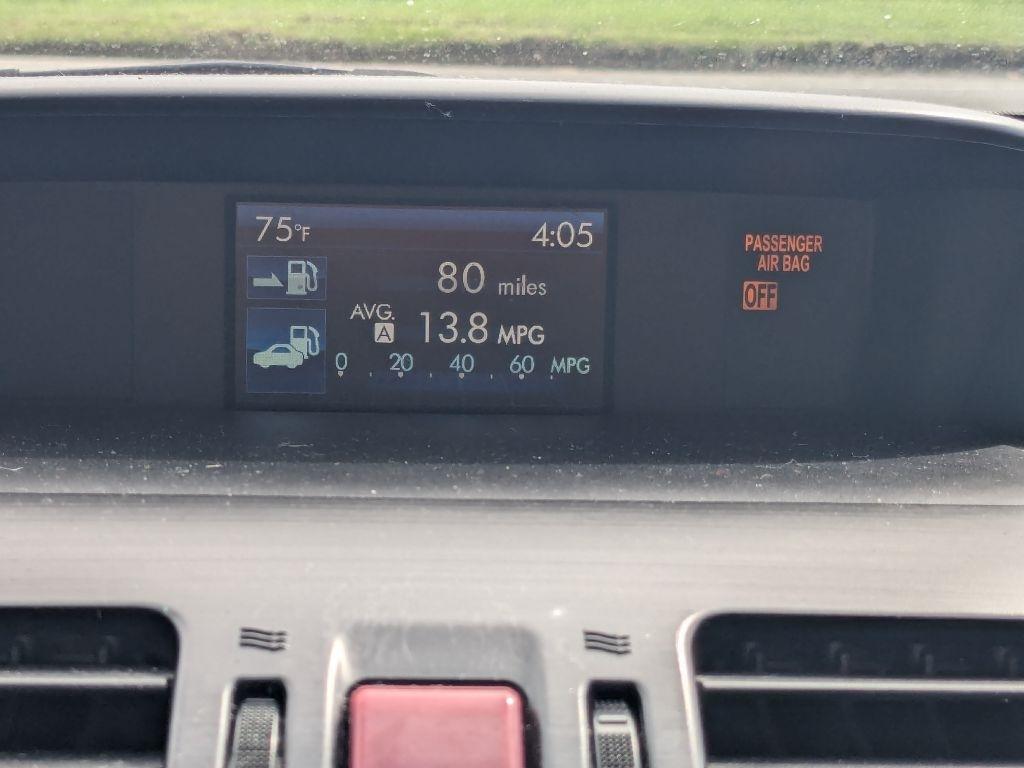 75°F 4:05
80 miles
AVG.
A 13.8 MPG
0 20 40 60 MPG
PASSENGER
AIR BAG
OFF